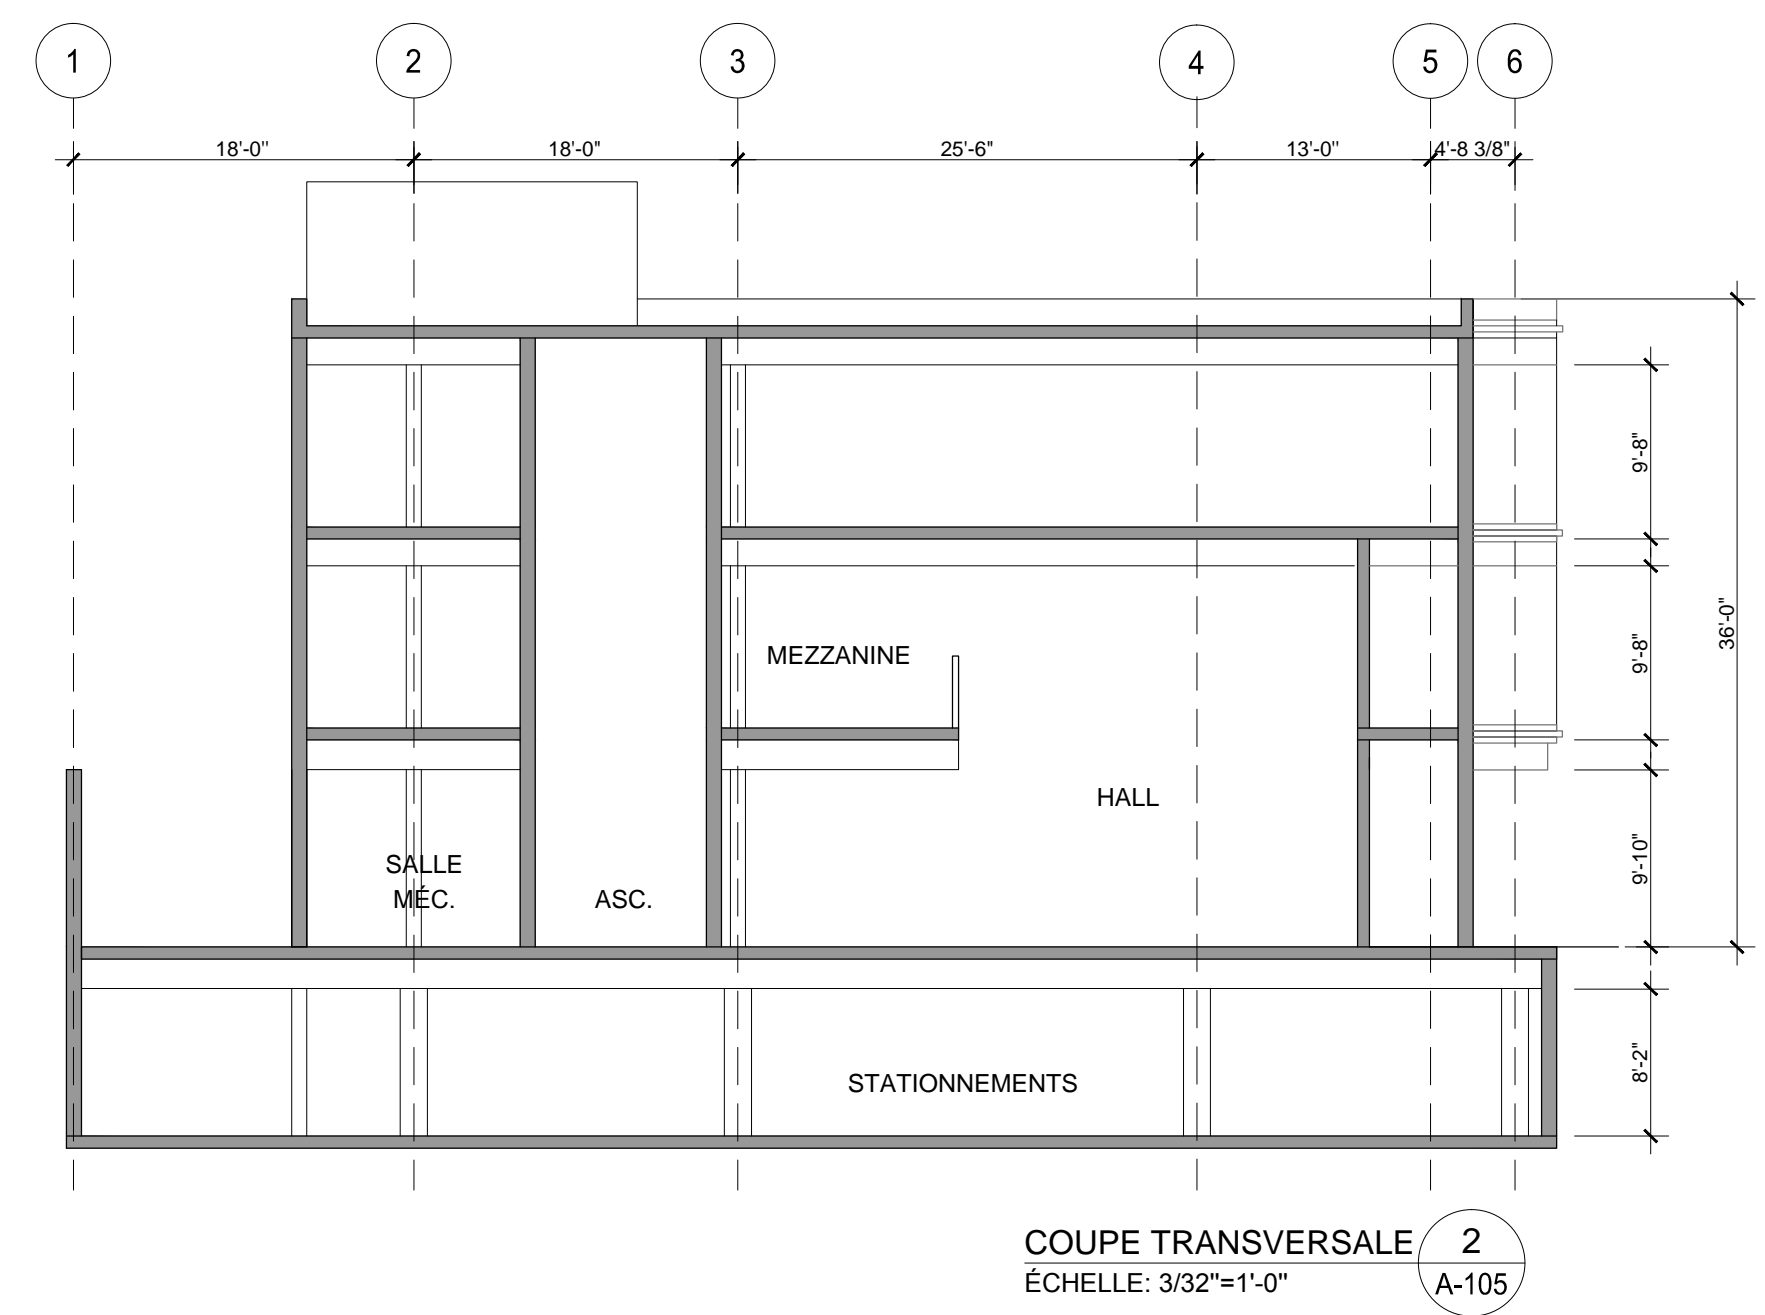 1 2 3 4 5 6
18'-0" 18'-0" 25'-6" 13'-0" 4'-8 3/8"
9'-8"
36'-0"
9'-8"
MEZZANINE
HALL
9'-10"
SALLE
MÉC.
ASC.
8'-2"
STATIONNEMENTS
COUPE TRANSVERSALE 2
ÉCHELLE: 3/32"=1'-0" A-105